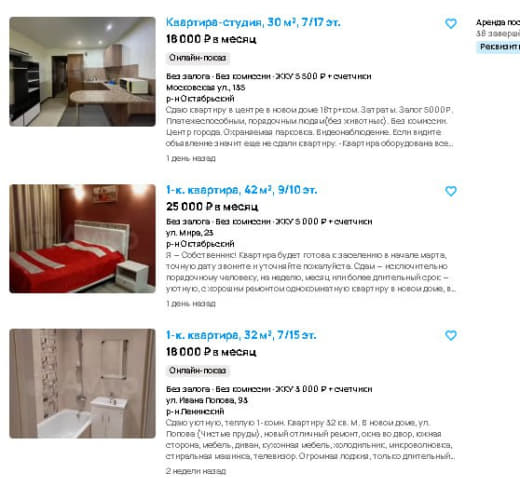 Квартира-студия, 30 м², 7/17 эт.
18 000 ₽ в месяц
Онлайн-показ
Без залога · Без комиссии · ЖКУ 5 500 ₽ + счетчики
Московская ул., 185
р-н Октябрьский
Сдаю квартиру в центре в новом доме 18тр+ком. Затраты. Залог 5000Р.
Платежеспособным, порядочным людям(без животных). Без комиссии.
Центр города. Охраняемая парковка. Видеонаблюдение. Если видите
объявление значит еще не сдали квартиру. -Квартира оборудована все...
1 день назад
1-к. квартира, 42 м², 9/10 эт.
25 000 ₽ в месяц
Без залога · Без комиссии · ЖКУ 5 000 ₽ + счетчики
ул. Мира, 23
р-н Октябрьский
Я — Собственник! Квартира будет готова к заселению в начале марта,
точную дату звоните и уточняйте пожалуйста. Сдам — исключительно
порядочному человеку, на неделю, месяц или более длительный срок —
уютную, с хорошим ремонтом однокомнатную квартиру в новом доме, в...
1 день назад
1-к. квартира, 32 м², 7/15 эт.
18 000 ₽ в месяц
Онлайн-показ
Без залога · Без комиссии · ЖКУ 3 000 ₽ + счетчики
ул. Ивана Попова, 93
р-н Ленинский
Сдаю уютную, теплую 1-комн. Квартиру 32 кв. М. В новом доме, ул.
Попова (Чистые пруды), новый отличный ремонт, окна во двор, южная
сторона, мебель, диван, кухонная мебель, холодильник, микроволновка,
стиральная машинка, телевизор. Огромная лоджия, только длительный...
2 недели назад
Аренда пос
38 заверш
Реквизит